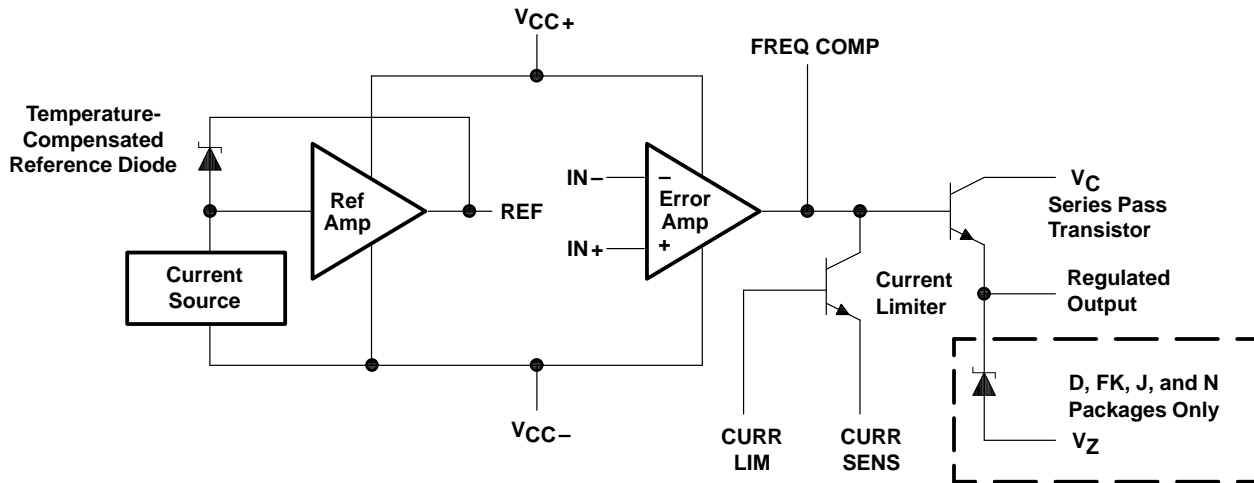 VCC+
FREQ COMP
Temperature-
Compensated
Reference Diode
IN−
−
Ref
Amp
REF
Error
Amp
IN+
+
VC
Series Pass
Transistor
Current
Source
Current
Limiter
Regulated
Output
D, FK, J, and N
Packages Only
VCC−
CURR
LIM
CURR
SENS
VZ